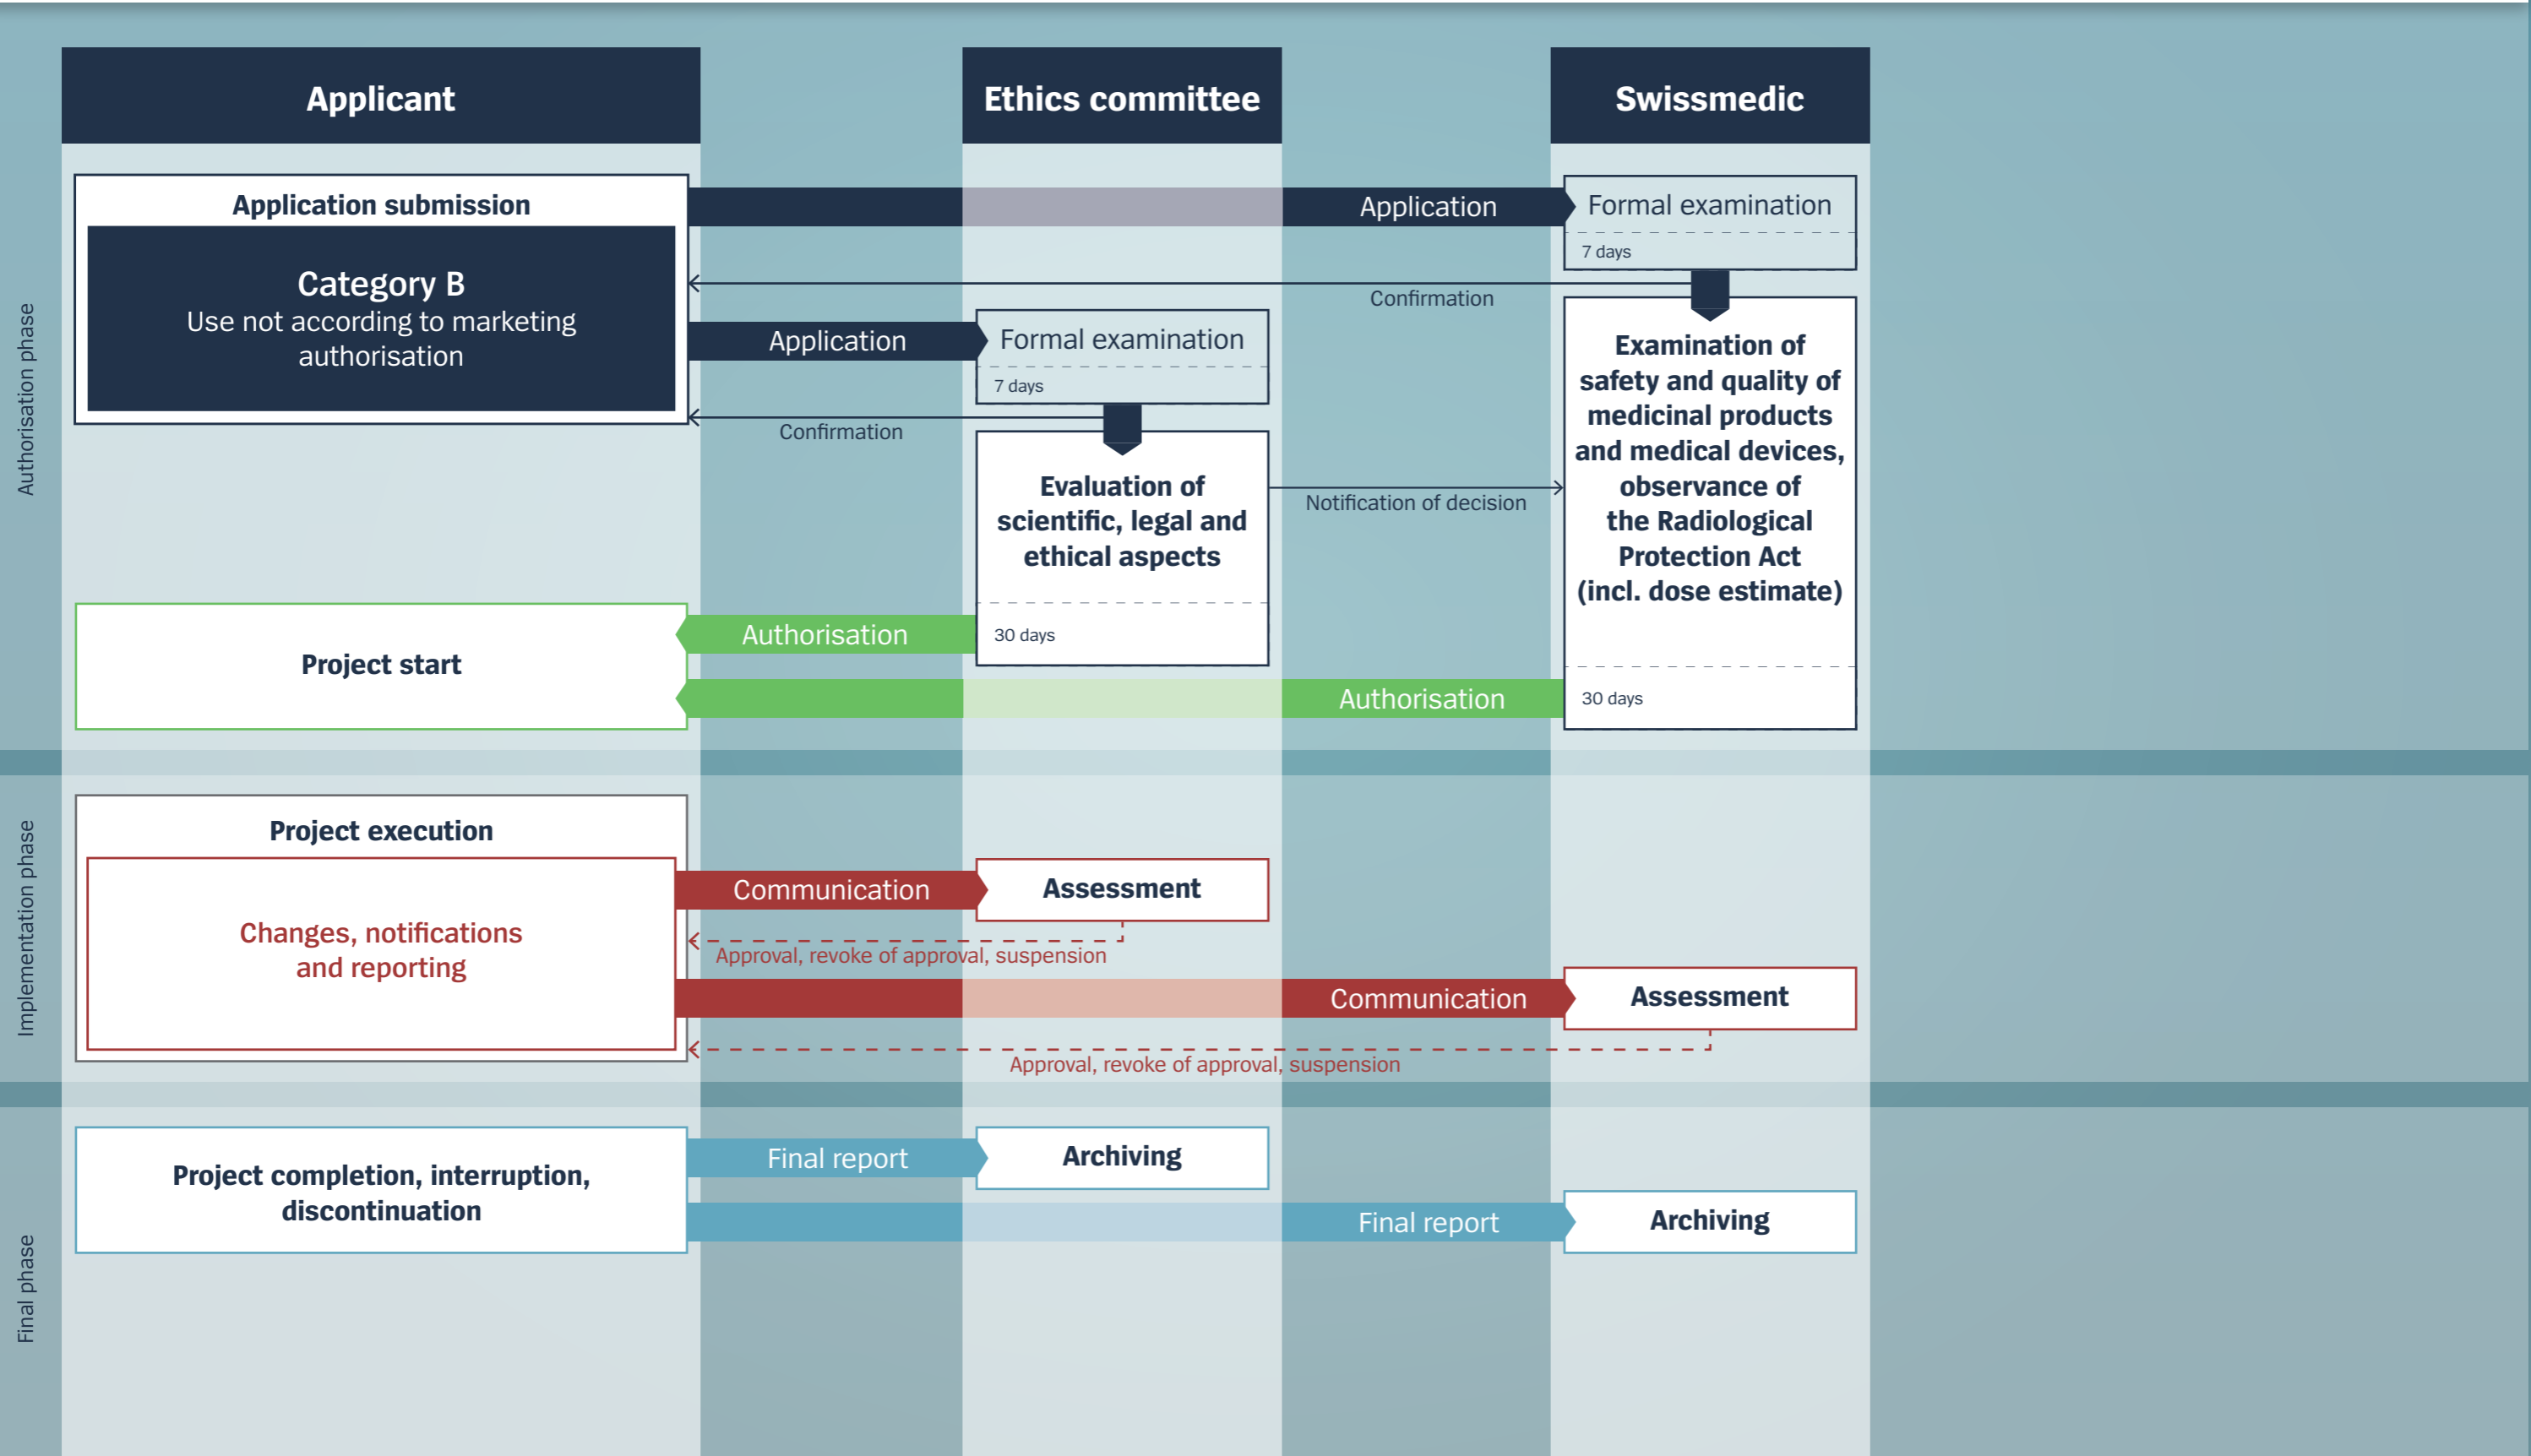 Applicant
Ethics committee
Swissmedic
Authorisation phase
Application submission
Category B
Use not according to marketing
authorisation
Application
Formal examination
7 days
Confirmation
Application
Formal examination
7 days
Confirmation
Evaluation of
scientific, legal and
ethical aspects
30 days
Notification of decision
Examination of
safety and quality of
medicinal products
and medical devices,
observance of
the Radiological
Protection Act
(incl. dose estimate)
30 days
Project start
Authorisation
Authorisation
Implementation phase
Project execution
Changes, notifications
and reporting
Communication
Assessment
Approval, revoke of approval, suspension
Communication
Assessment
Approval, revoke of approval, suspension
Final phase
Project completion, interruption,
discontinuation
Final report
Archiving
Final report
Archiving